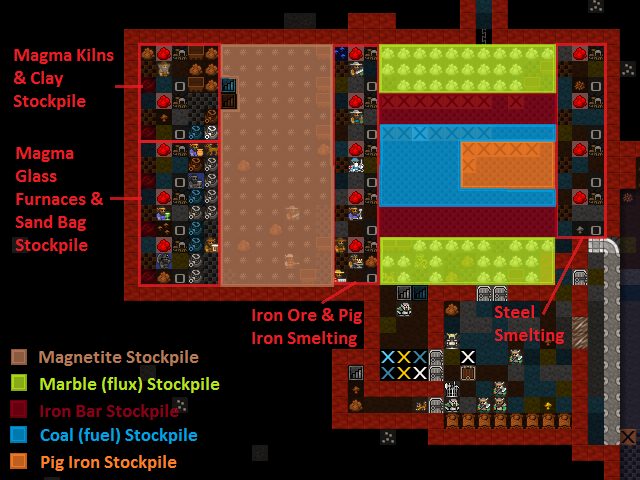 Magma Kilns
& Clay
Stockpile
Magma
Glass
Furnaces &
Sand Bag
Stockpile
Iron Ore & Pig
Iron Smelting
Steel
Smelting
Magnetite Stockpile
Marble (flux) Stockpile
Iron Bar Stockpile
Coal (fuel) Stockpile
Pig Iron Stockpile